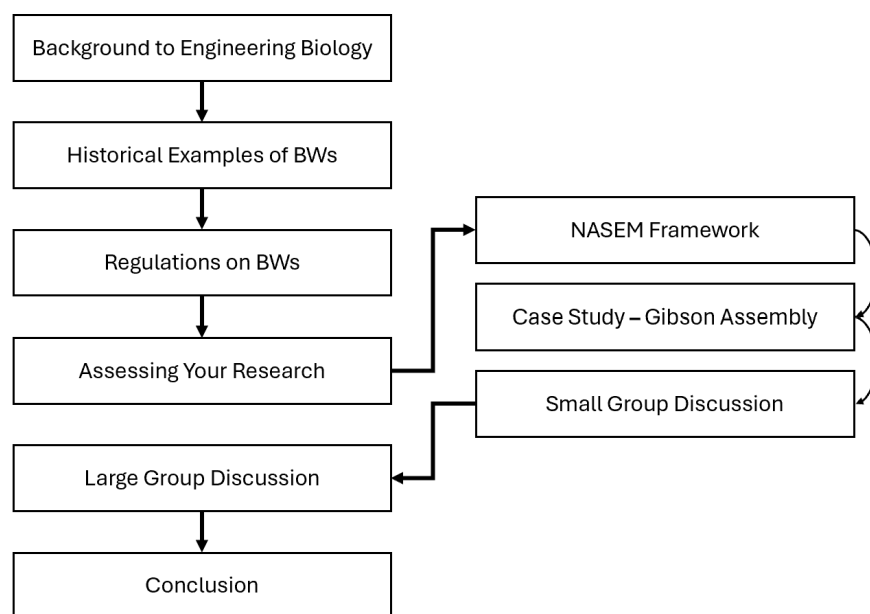 Background to Engineering Biology
Historical Examples of BWs
Regulations on BWs
Assessing Your Research
NASEM Framework
Case Study – Gibson Assembly
Small Group Discussion
Large Group Discussion
Conclusion